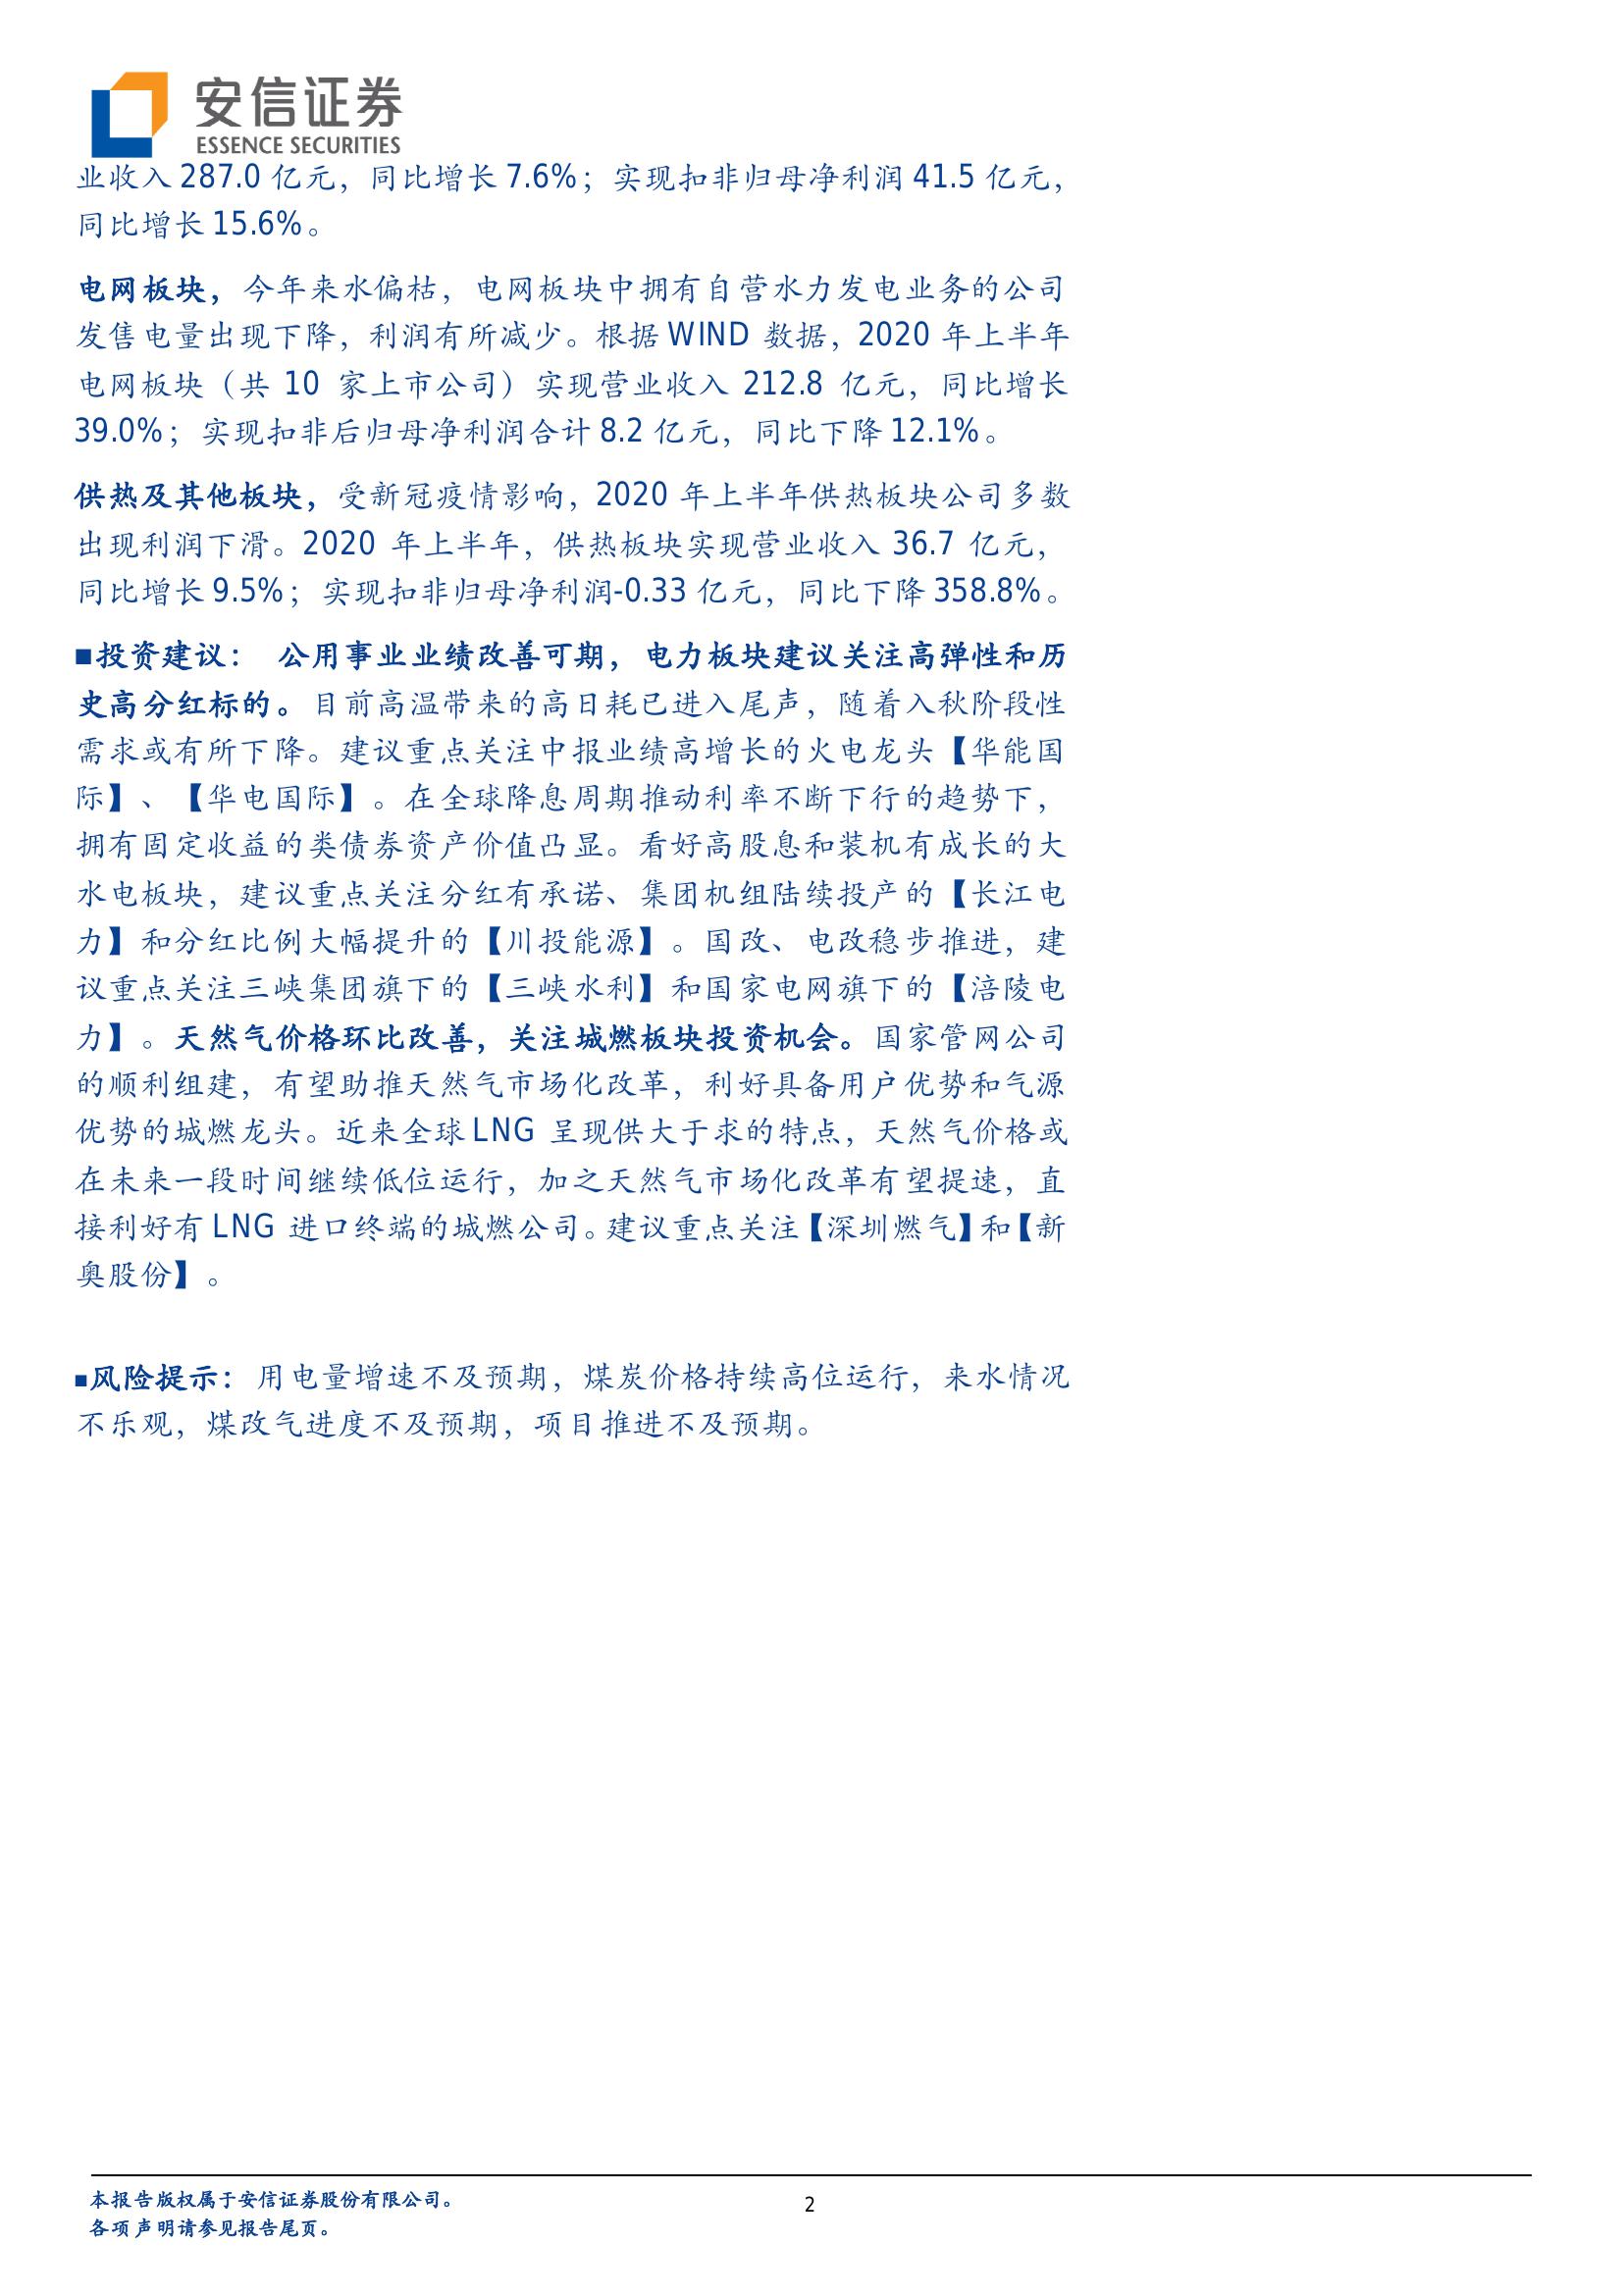 安信证券
ESSENCE SECURITIES
业收入 287.0 亿元，同比增长 7.6%；实现扣非归母净利润 41.5 亿元，
同比增长 15.6%。
电网板块，今年来水偏枯，电网板块中拥有自营水力发电业务的公司
发售电量出现下降，利润有所减少。根据 WIND 数据，2020 年上半年
电网板块（共 10 家上市公司）实现营业收入 212.8 亿元，同比增长
39.0%；实现扣非后归母净利润合计 8.2 亿元，同比下降 12.1%。
供热及其他板块，受新冠疫情影响，2020 年上半年供热板块公司多数
出现利润下滑。2020 年上半年，供热板块实现营业收入 36.7 亿元，
同比增长 9.5%；实现扣非归母净利润-0.33 亿元，同比下降 358.8%。
■投资建议： 公用事业业绩改善可期，电力板块建议关注高弹性和历
史高分红标的。目前高温带来的高日耗已进入尾声，随着入秋阶段性
需求或有所下降。建议重点关注中报业绩高增长的火电龙头【华能国
际】、【华电国际】。在全球降息周期推动利率不断下行的趋势下，
拥有固定收益的类债券资产价值凸显。看好高股息和装机有成长的大
水电板块，建议重点关注分红有承诺、集团机组陆续投产的【长江电
力】和分红比例大幅提升的【川投能源】。国改、电改稳步推进，建
议重点关注三峡集团旗下的【三峡水利】和国家电网旗下的【涪陵电
力】。天然气价格环比改善，关注城燃板块投资机会。国家管网公司
的顺利组建，有望助推天然气市场化改革，利好具备用户优势和气源
优势的城燃龙头。近来全球 LNG 呈现供大于求的特点，天然气价格或
在未来一段时间继续低位运行，加之天然气市场化改革有望提速，直
接利好有 LNG 进口终端的城燃公司。建议重点关注【深圳燃气】和【新
奥股份】。
■风险提示：用电量增速不及预期，煤炭价格持续高位运行，来水情况
不乐观，煤改气进度不及预期，项目推进不及预期。
本报告版权属于安信证券股份有限公司。
各项声明请参见报告尾页。
2